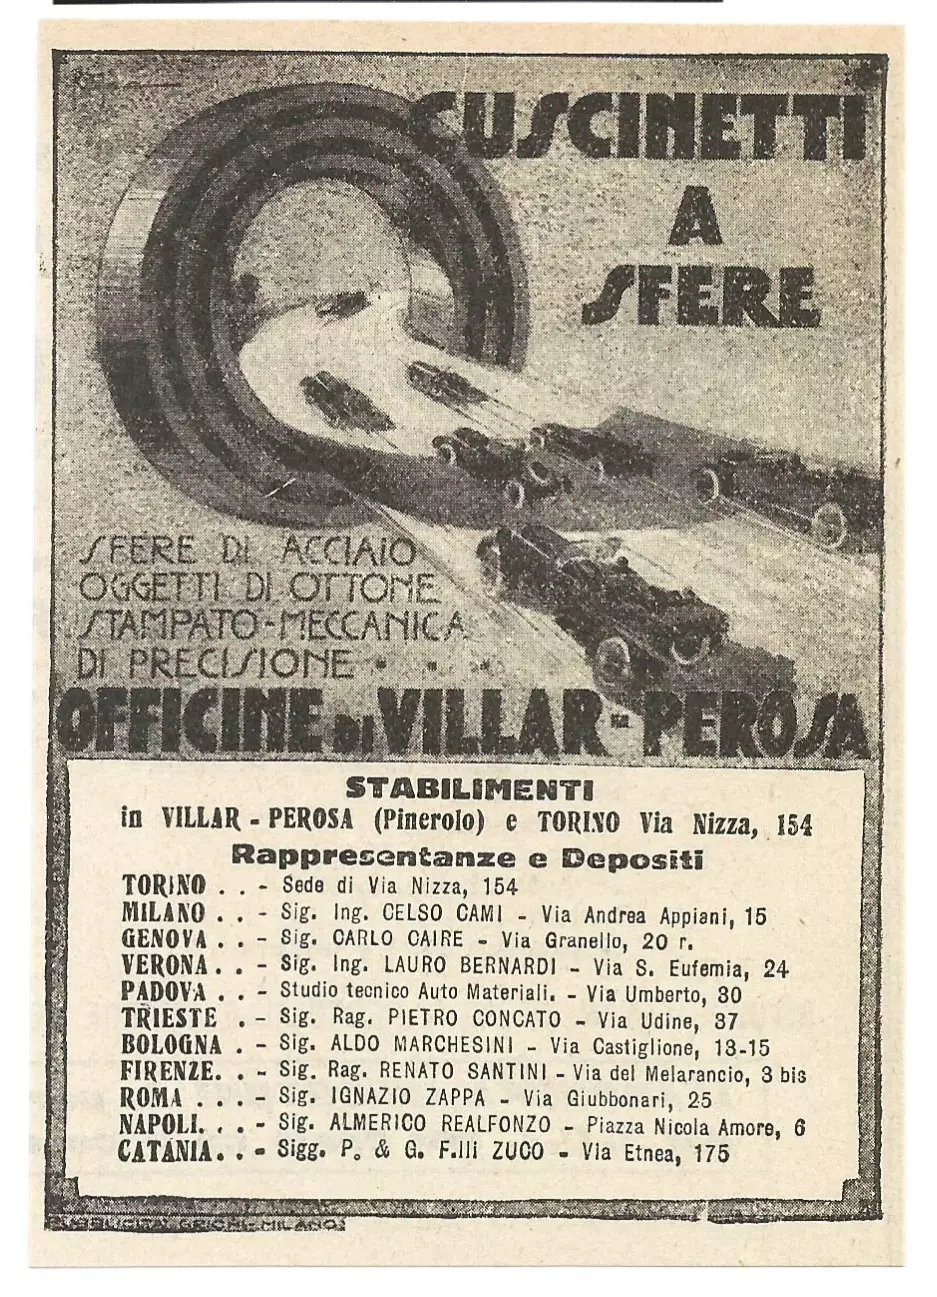 CUSCINETTI
A
SFERE
SFERE DI ACCIAIO
OGGETTI DI OTTONE
STAMPATO-MECCANICA
DI PRECISIONE
OFFICINE DI VILLAR-PEROSA
STABILIMENTI
in VILLAR - PEROSA (Pinerolo) e TORINO Via Nizza, 154
Rappresentanze e Depositi
TORINO . . - Sede di Via Nizza, 154
MILANO . . - Sig. Ing. CELSO CAMI - Via Andrea Appiani, 15
GENOVA . . - Sig. CARLO CAIRE - Via Granello, 20 r.
VERONA . . - Sig. Ing. LAURO BERNARDI - Via S. Eufemia, 24
PADOVA . . - Studio tecnico Auto Materiali. - Via Umberto, 30
TRIESTE . - Sig. Rag. PIETRO CONCATO - Via Udine, 37
BOLOGNA . - Sig. ALDO MARCHESINI - Via Castiglione, 13-15
FIRENZE. . - Sig. Rag. RENATO SANTINI - Via del Melarancio, 3 bis
ROMA . . . - Sig. IGNAZIO ZAPPA - Via Giubbonari, 25
NAPOLI. . . - Sig. ALMERICO REALFONZO - Piazza Nicola Amore, 6
CATANIA. . - Sigg. P. & G. F.lli ZUCO - Via Etnea, 175
PUBBLICITA MILANO